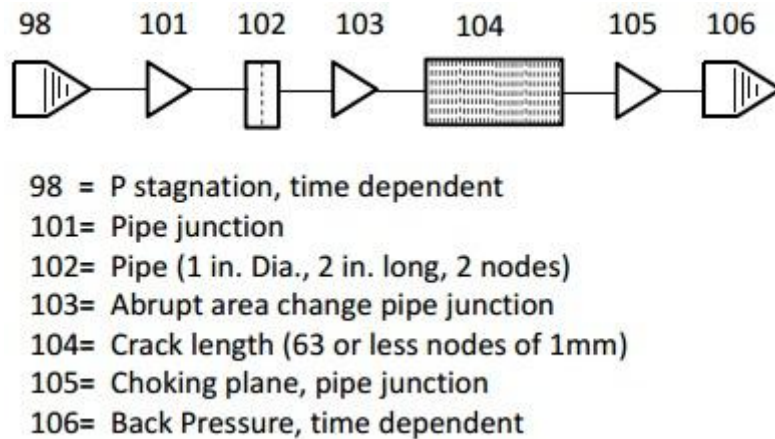 98 101 102 103 104 105 106
98 = P stagnation, time dependent
101= Pipe junction
102= Pipe (1 in. Dia., 2 in. long, 2 nodes)
103= Abrupt area change pipe junction
104= Crack length (63 or less nodes of 1mm)
105= Choking plane, pipe junction
106= Back Pressure, time dependent